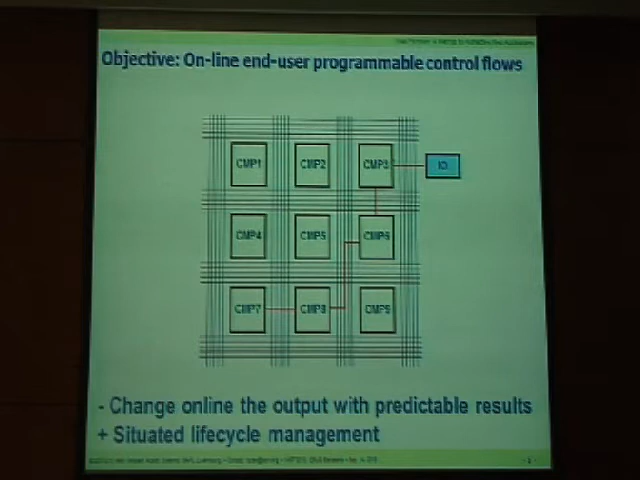 Objective: On-line end-user programmable control flows
CMP1 CMP2 CMP3 IO
CMP4 CMP5 CMP6
CMP7 CMP8 CMP9
- Change online the output with predictable results
+ Situated lifecycle management